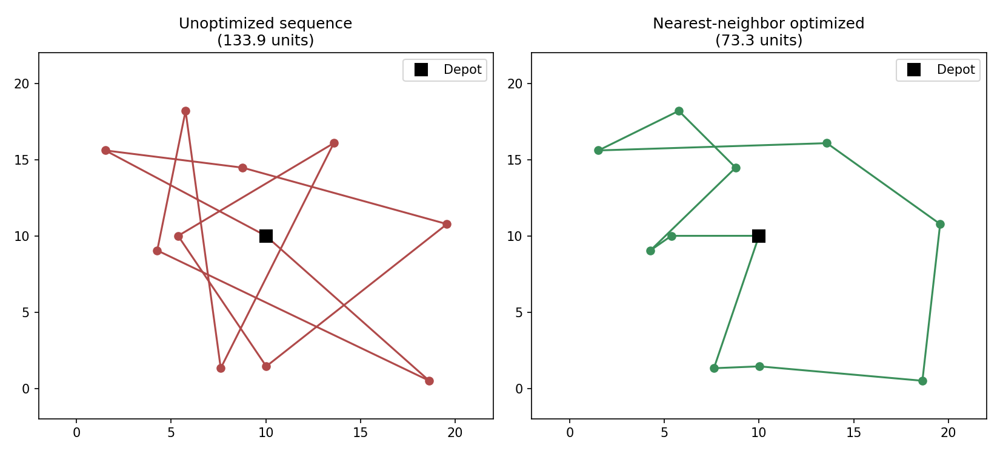 Unoptimized sequence
(133.9 units)
Depot
20
15
10
5
0
0 5 10 15 20
Nearest-neighbor optimized
(73.3 units)
Depot
20
15
10
5
0
0 5 10 15 20